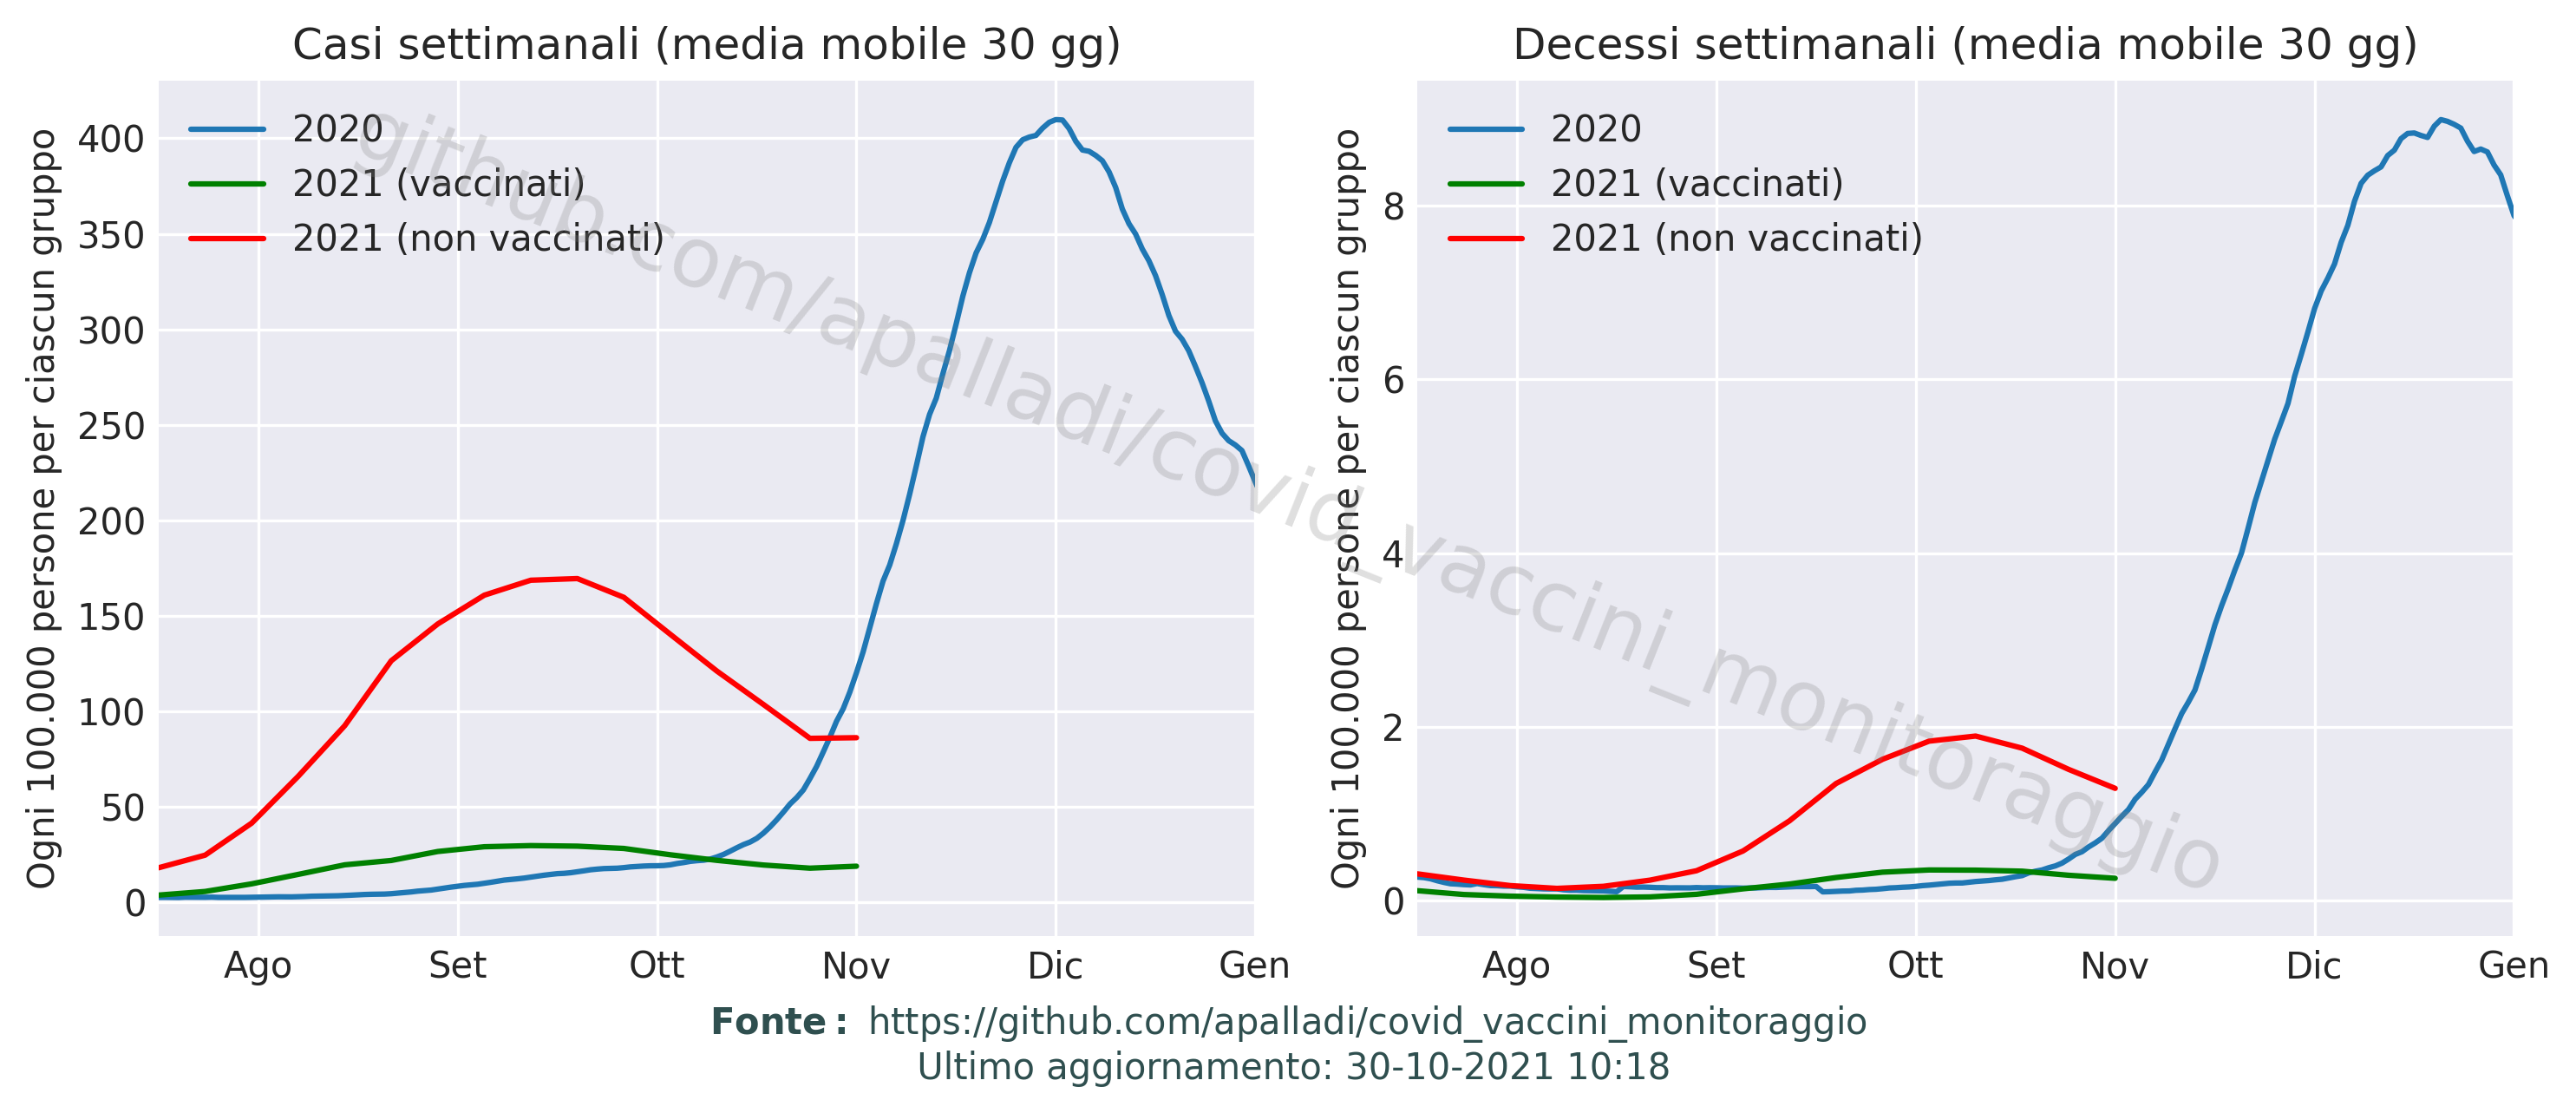 Casi settimanali (media mobile 30 gg)
Ogni 100.000 persone per ciascun gruppo
400
350
300
250
200
150
100
50
0
2020
2021 (vaccinati)
2021 (non vaccinati)
Ago Set Ott Nov Dic Gen
Decessi settimanali (media mobile 30 gg)
Ogni 100.000 persone per ciascun gruppo
8
6
4
2
0
2020
2021 (vaccinati)
2021 (non vaccinati)
Ago Set Ott Nov Dic Gen
github.com/apalladi/covid_vaccini_monitoraggio
Fonte: https://github.com/apalladi/covid_vaccini_monitoraggio
Ultimo aggiornamento: 30-10-2021 10:18